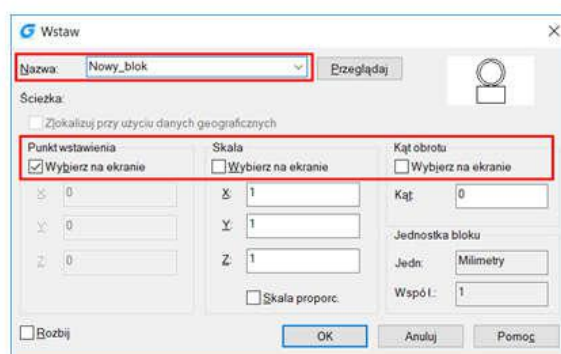 Wstaw
Nazwa: Nowy_blok Przeglądaj
Ścieżka:
Zlokalizuj przy użyciu danych geograficznych
Punkt wstawienia Skala Kąt obrotu
Wybierz na ekranie Wybierz na ekranie Wybierz na ekranie
X: 0 X: 1 Kąt: 0
Y: 0 Y: 1
Jednostka bloku
Z: 0 Z: 1 Jedn: Milimetry
Skala proporc. Współ.: 1
Rozbij OK Anuluj Pomoc